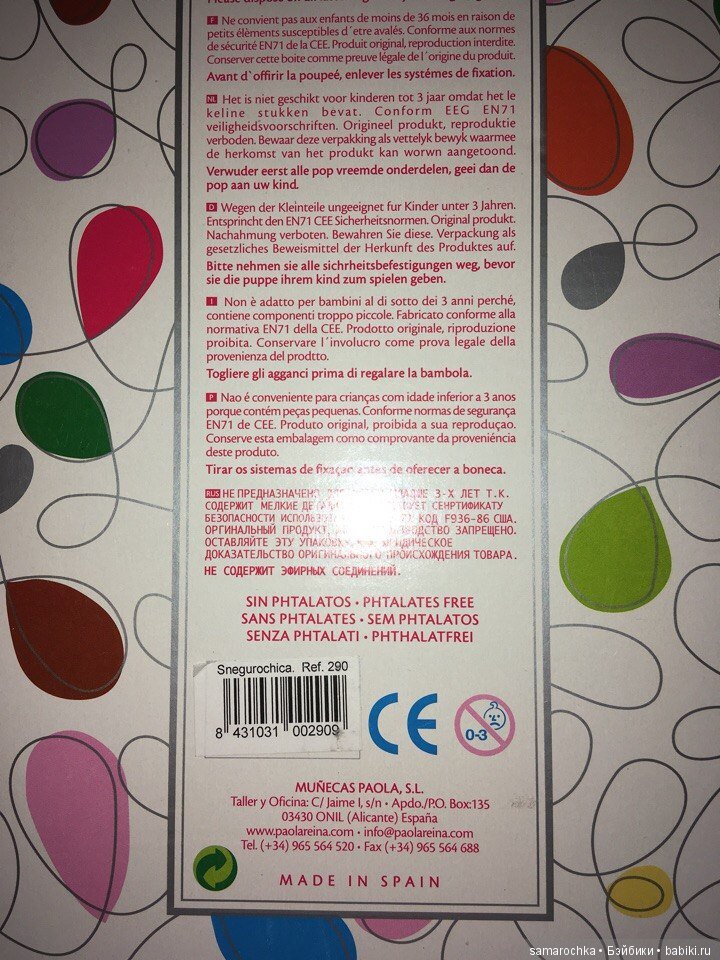 F Ne convient pas aux enfants de moins de 36 mois en raison de
petits élèments susceptibles d´etre avalés. Conforme aux normes
de sécurité EN71 de la CEE. Produit original, reproduction interdite.
Conserver cette boite comme preuve légale de l´origine du produit.
Avant d`offirir la poupeé, enlever les systémes de fixation.
NL Het is niet geschikt voor kinderen tot 3 jaar omdat het le
keline stukken bevat. Conform EEG EN71
veiligheidsvoorschriften. Origineel produkt, reproduktie
verboden. Bewaar deze verpakking als vettelyk bewyk waarmee
de herkomst van het produkt kan worwn aangetoond.
Verwuder eerst alle pop vreemde onderdelen, geei dan de
pop aan uw kind.
D Wegen der Kleinteile ungeeignet fur Kinder unter 3 Jahren.
Entsprincht den EN71 CEE Sicherheitsnormen. Original produkt.
Nachahmung verboten. Bewahren Sie diese. Verpackung als
gesetzliches Beweismittel der Herkunft des Produktes auf.
Bitte nehmen sie alle sichrheitsbefestigungen weg, bevor
sie die puppe ihrem kind zum spielen geben.
I Non è adatto per bambini al di sotto dei 3 anni perché,
contiene componenti troppo piccole. Fabricato conforme alla
normativa EN71 della CEE. Prodotto originale, riproduzione
proibita. Conservare l´involucro come prova legale della
provenienza del prodtto.
Togliere gli agganci prima di regalare la bambola.
P Nao é conveniente para crianças com idade inferior a 3 anos
porque contém peças pequenas. Conforme normas de segurança
EN71 de CEE. Produto original, proibida a sua reproduçao.
Conserve esta embalagem como comprovante da proveniéncia
deste produto.
Tirar os sistemas de fixaçao antes de oferecer a boneca.
RUS НЕ ПРЕДНАЗНАЧЕНО 3-Х ЛЕТ Т.К.
СОДЕРЖИТ МЕЛКИЕ СЕНРТИФИКАТУ
БЕЗОПАСНОСТИ КОД F936-86 США.
ОРГИНАЛЬНЫЙ ЗАПРЕЩЕНО.
ОСТАВЛЯЙТЕ ЭТУ
ДОКАЗАТЕЛЬСТВО ПРОИСХОЖДЕНИЯ ТОВАРА.
НЕ СОДЕРЖИТ ЭФИРНЫХ СОЕДИНЕНИЙ.
SIN PHTALATOS • PHTALATES FREE
SANS PHTALATES • SEM PHTALATOS
SENZA PHTALATI • PHTHALATFREI
Snegurochica. Ref. 290
8 431031 002909
CE
0-3
MUÑECAS PAOLA, S.L.
Taller y Oficina: C/ Jaime I, s/n • Apdo./P.O. Box:135
03430 ONIL (Alicante) España
www.paolareina.com • info@paolareina.com
Tel. (+34) 965 564 520 • Fax (+34) 965 564 688
MADE IN SPAIN
samarochka • Бэйбики • babiki.ru